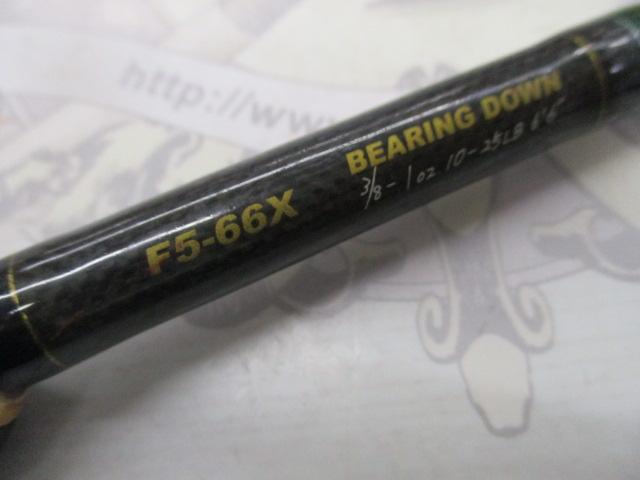 http://ww
F5-66X
BEARING DOWN
3/8-1oz 10-25LB 6'6"